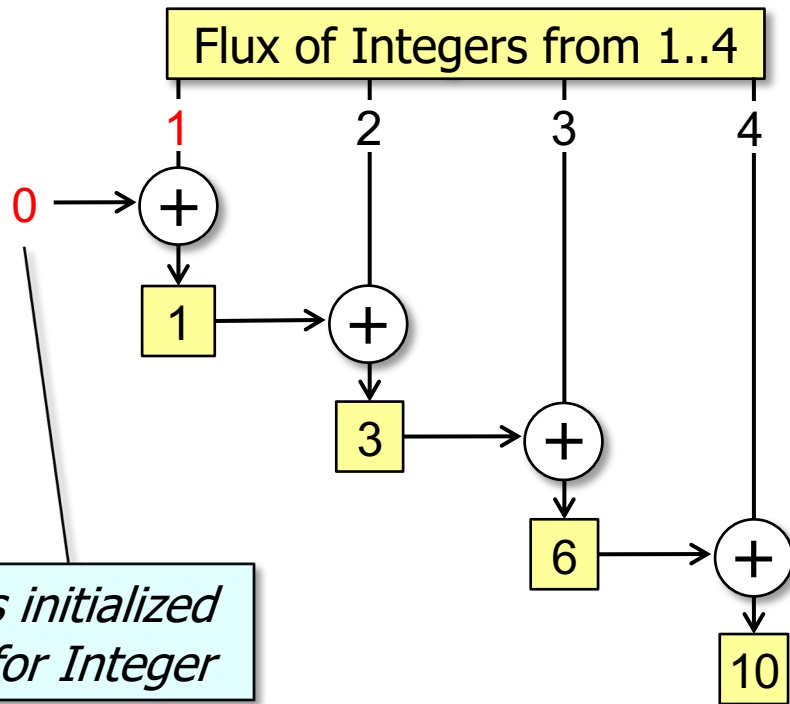 Flux of Integers from 1..4
1 2 3 4
0 +
1 +
3 +
6 +
10
initialized
for Integer